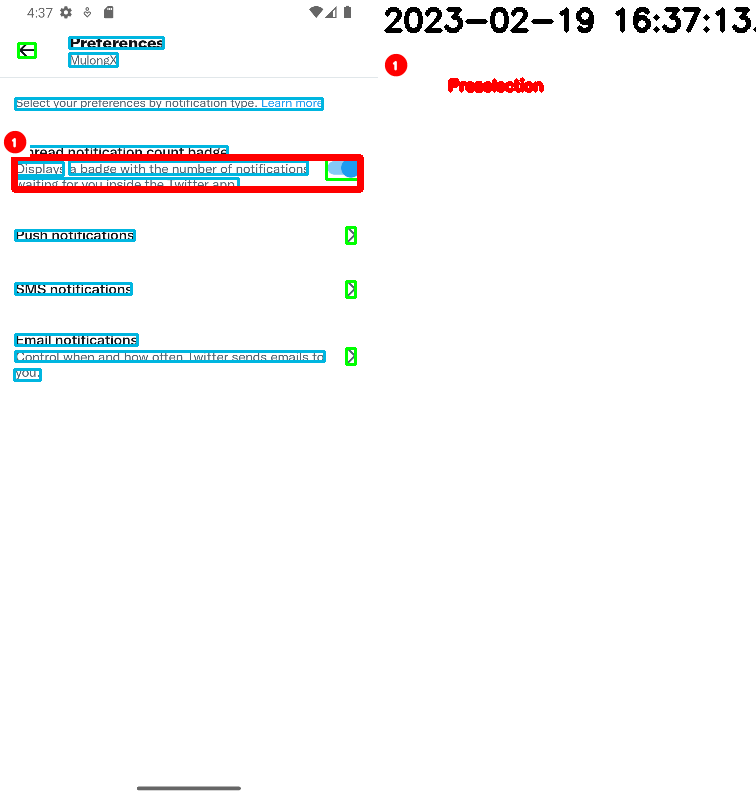 4:37
2023-02-19 16:37:13.
Preferences
MulongX
1
Preselection
Select your preferences by notification type. Learn more
1
nread notification count badge
Displays a badge with the number of notifications
waiting for you inside the Twitter app.
Push notifications
SMS notifications
Email notifications
Control when and how often Twitter sends emails to
you.